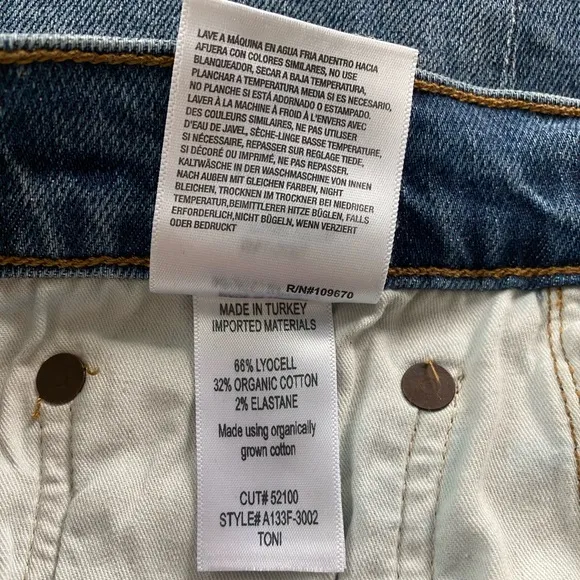 LAVE A MÁQUINA EN AGUA FRIA ADENTRO HACIA
AFUERA CON COLORES SIMILARES, NO USE
BLANQUEADOR, SECAR A BAJA TEMPERATURA,
PLANCHAR A TEMPERATURA MEDIA SI ES NECESARIO,
NO PLANCHE SI ESTÁ ADORNADO O ESTAMPADO.
LAVER À LA MACHINE À FROID À L'ENVERS AVEC
DES COULEURS SIMILAIRES, NE PAS UTILISER
D'EAU DE JAVEL, SÈCHE-LINGE BASSE TEMPÉRATURE,
SI NÉCESSAIRE, REPASSER SUR REGLAGE TIEDE,
SI DÉCORÉ OU IMPRIMÉ, NE PAS REPASSER.
KALTWÄSCHE IN DER WASCHMASCHINE VON INNEN
NACH AUßEN MIT GLEICHEN FARBEN, NIGHT
BLEICHEN, TROCKNEN IM TROCKNER BEI NIEDRIGER
TEMPERATUR,BEIMITTLERER HITZE BÜGLEN, FALLS
ERFORDERLICH,NICHT BÜGELN, WENN VERZIERT
ODER BEDRUCKT
R/N#109670
MADE IN TURKEY
IMPORTED MATERIALS
66% LYOCELL
32% ORGANIC COTTON
2% ELASTANE
Made using organically
grown cotton
CUT# 52100
STYLE# A133F-3002
TONI